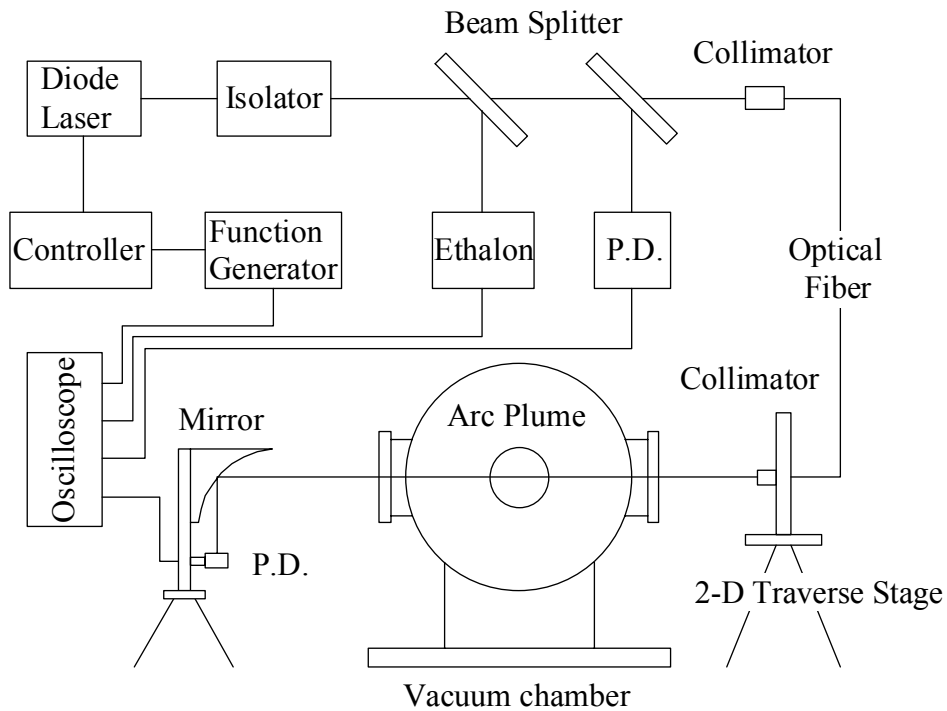 Beam Splitter
Collimator
Diode
Laser
Isolator
Controller
Function
Generator
Ethalon
P.D.
Optical
Fiber
Oscilloscope
Mirror
Arc Plume
Collimator
P.D.
2-D Traverse Stage
Vacuum chamber